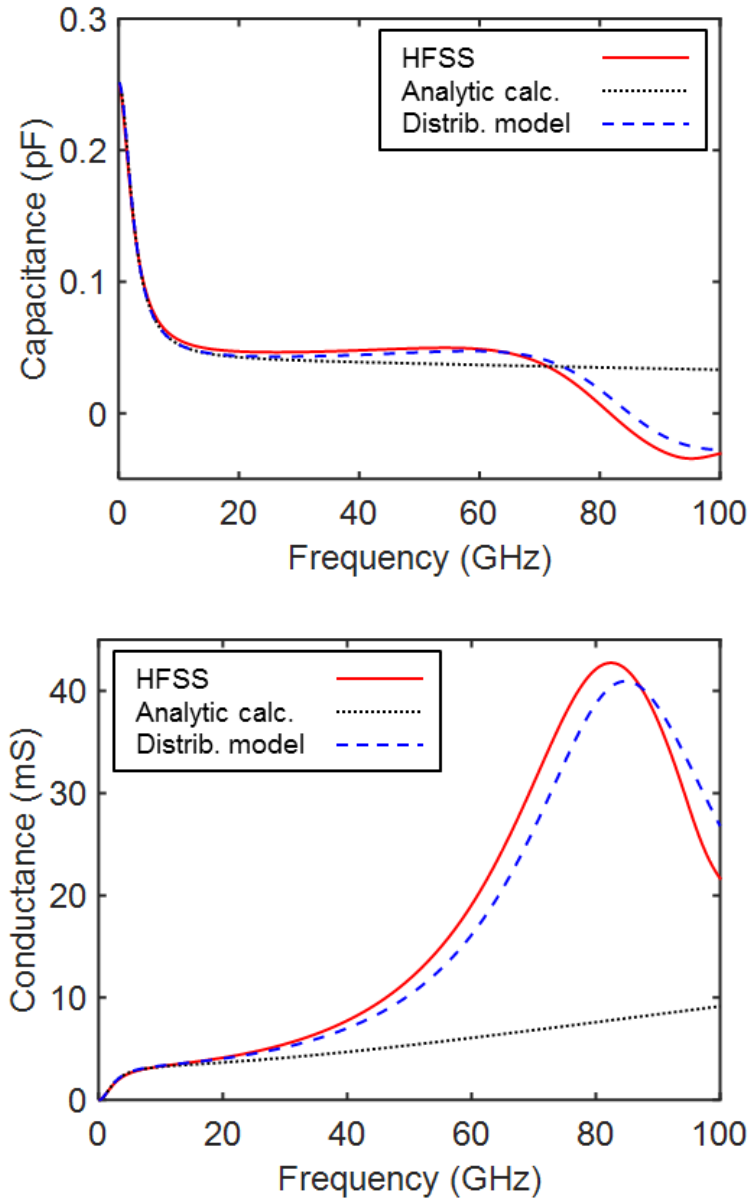 0.3
0.2
0.1
0
Capacitance (pF)
HFSS
Analytic calc.
Distrib. model
0 20 40 60 80 100
Frequency (GHz)
40
30
20
10
0
Conductance (mS)
HFSS
Analytic calc.
Distrib. model
0 20 40 60 80 100
Frequency (GHz)